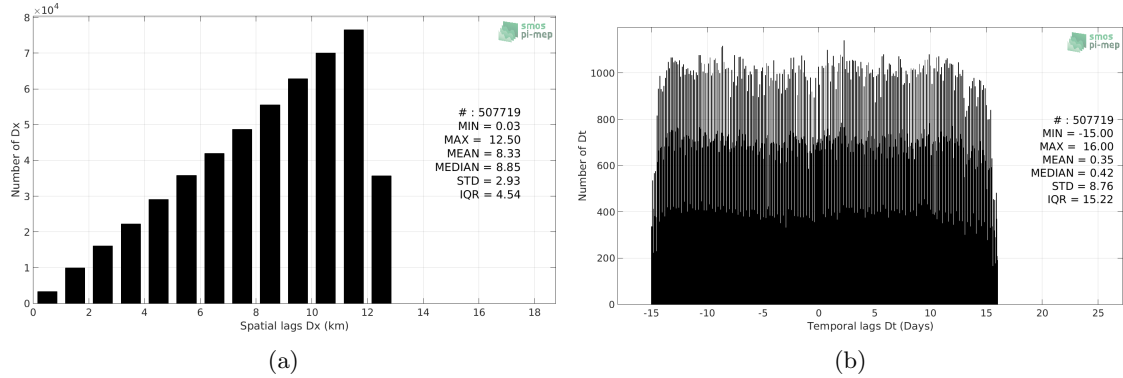 ×10⁴
8
7
6
5
4
3
2
1
0
Number of Dx
0 2 4 6 8 10 12 14 16 18
Spatial lags Dx (km)
smos
pi-mep
# : 507719
MIN = 0.03
MAX = 12.50
MEAN = 8.33
MEDIAN = 8.85
STD = 2.93
IQR = 4.54
(a)
1000
800
600
400
200
0
Number of Dt
-15 -10 -5 0 5 10 15 20 25
Temporal lags Dt (Days)
smos
pi-mep
# : 507719
MIN = -15.00
MAX = 16.00
MEAN = 0.35
MEDIAN = 0.42
STD = 8.76
IQR = 15.22
(b)